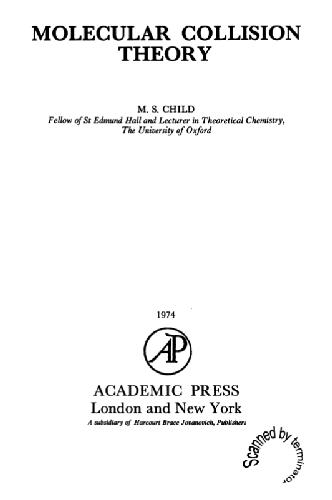 MOLECULAR COLLISION
THEORY
M. S. CHILD
Fellow of St Edmund Hall and Lecturer in Theoretical Chemistry,
The University of Oxford
1974
AP
ACADEMIC PRESS
London and New York
A subsidiary of Harcourt Brace Jovanovich, Publishers
Scanned by terminator